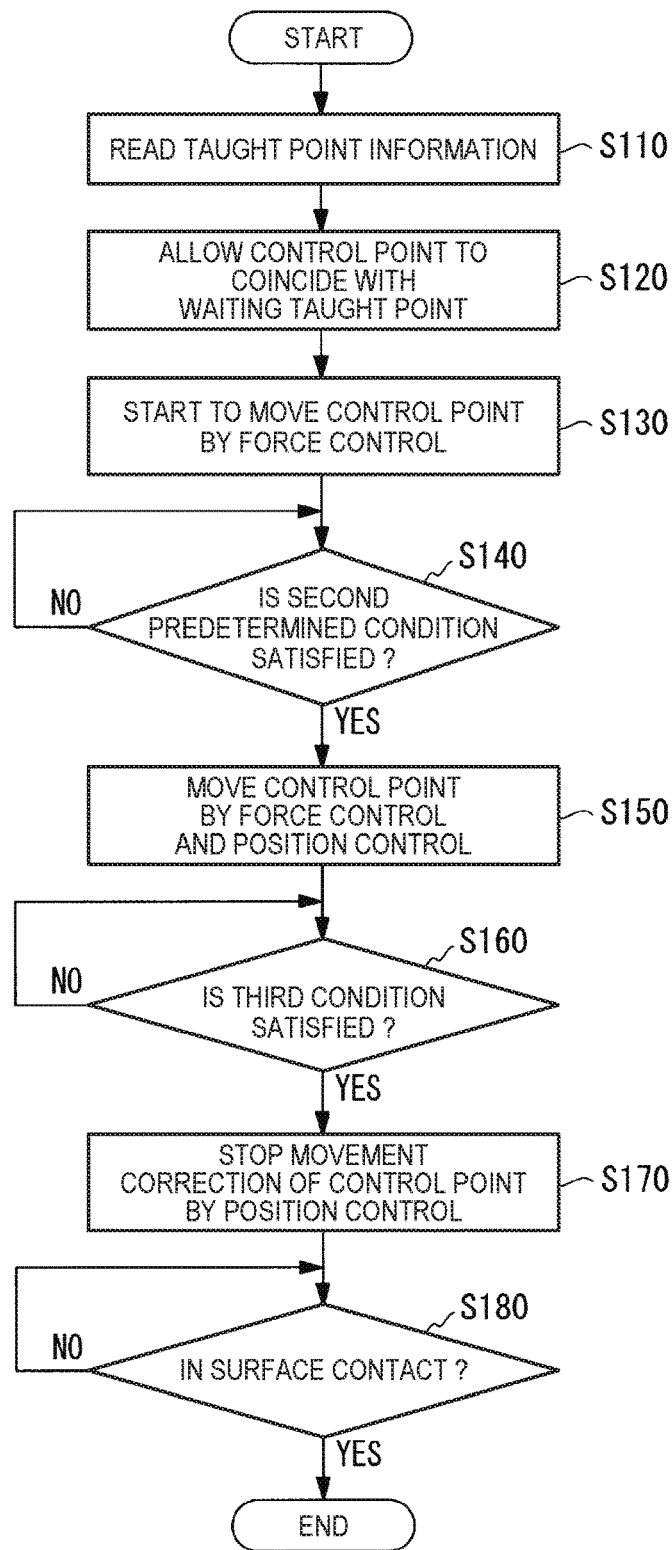 START
READ TAUGHT POINT INFORMATION
S110
ALLOW CONTROL POINT TO
COINCIDE WITH
WAITING TAUGHT POINT
S120
START TO MOVE CONTROL POINT
BY FORCE CONTROL
S130
S140
NO
IS SECOND
PREDETERMINED CONDITION
SATISFIED ?
YES
MOVE CONTROL POINT
BY FORCE CONTROL
AND POSITION CONTROL
S150
S160
NO
IS THIRD CONDITION
SATISFIED ?
YES
STOP MOVEMENT
CORRECTION OF CONTROL POINT
BY POSITION CONTROL
S170
S180
NO
IN SURFACE CONTACT ?
YES
END